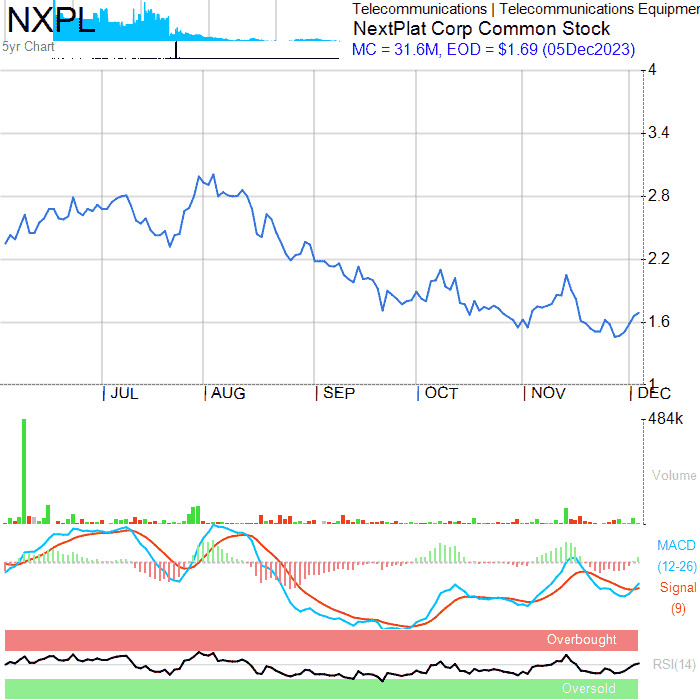 NXPL
5yr Chart
Telecommunications | Telecommunications Equipmen
NextPlat Corp Common Stock
MC = 31.6M, EOD = $1.69 (05Dec2023)
4
3.4
2.8
2.2
1.6
1
JUL AUG SEP OCT NOV DEC
484k
Volume
MACD
(12-26)
Signal
(9)
Overbought
RSI(14)
Oversold